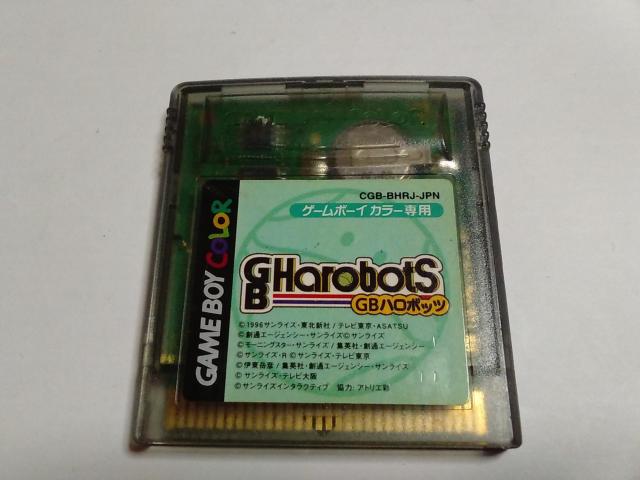 CGB-BHRJ-JPN
ゲームボーイ カラー専用
GAME BOY COLOR
GB HarobotS
GBハロボッツ
©1996サンライズ・東北新社 / テレビ東京・ASATSU
©創通エージェンシー・サンライズ©サンライズ
©モーニングスター・サンライズ / 集英社・創通エージェンシー
©サンライズ・R ©サンライズ・テレビ東京
©伊東岳彦 / 集英社・創通エージェンシー・サンライズ
©サンライズ・テレビ大阪
©サンライズインタラクティブ 協力:アトリエ彩